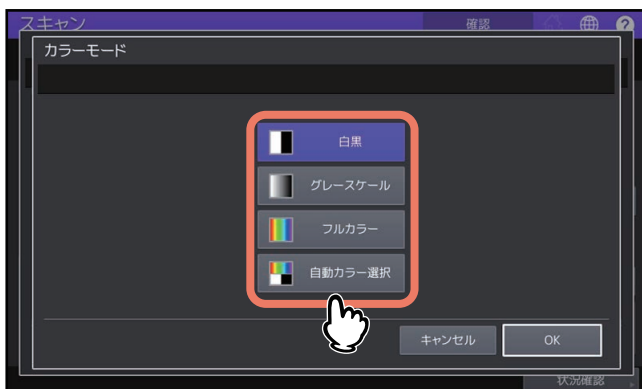 スキャン
確認
?
カラーモード
白黒
グレースケール
フルカラー
自動カラー選択
キャンセル
OK
状況確認